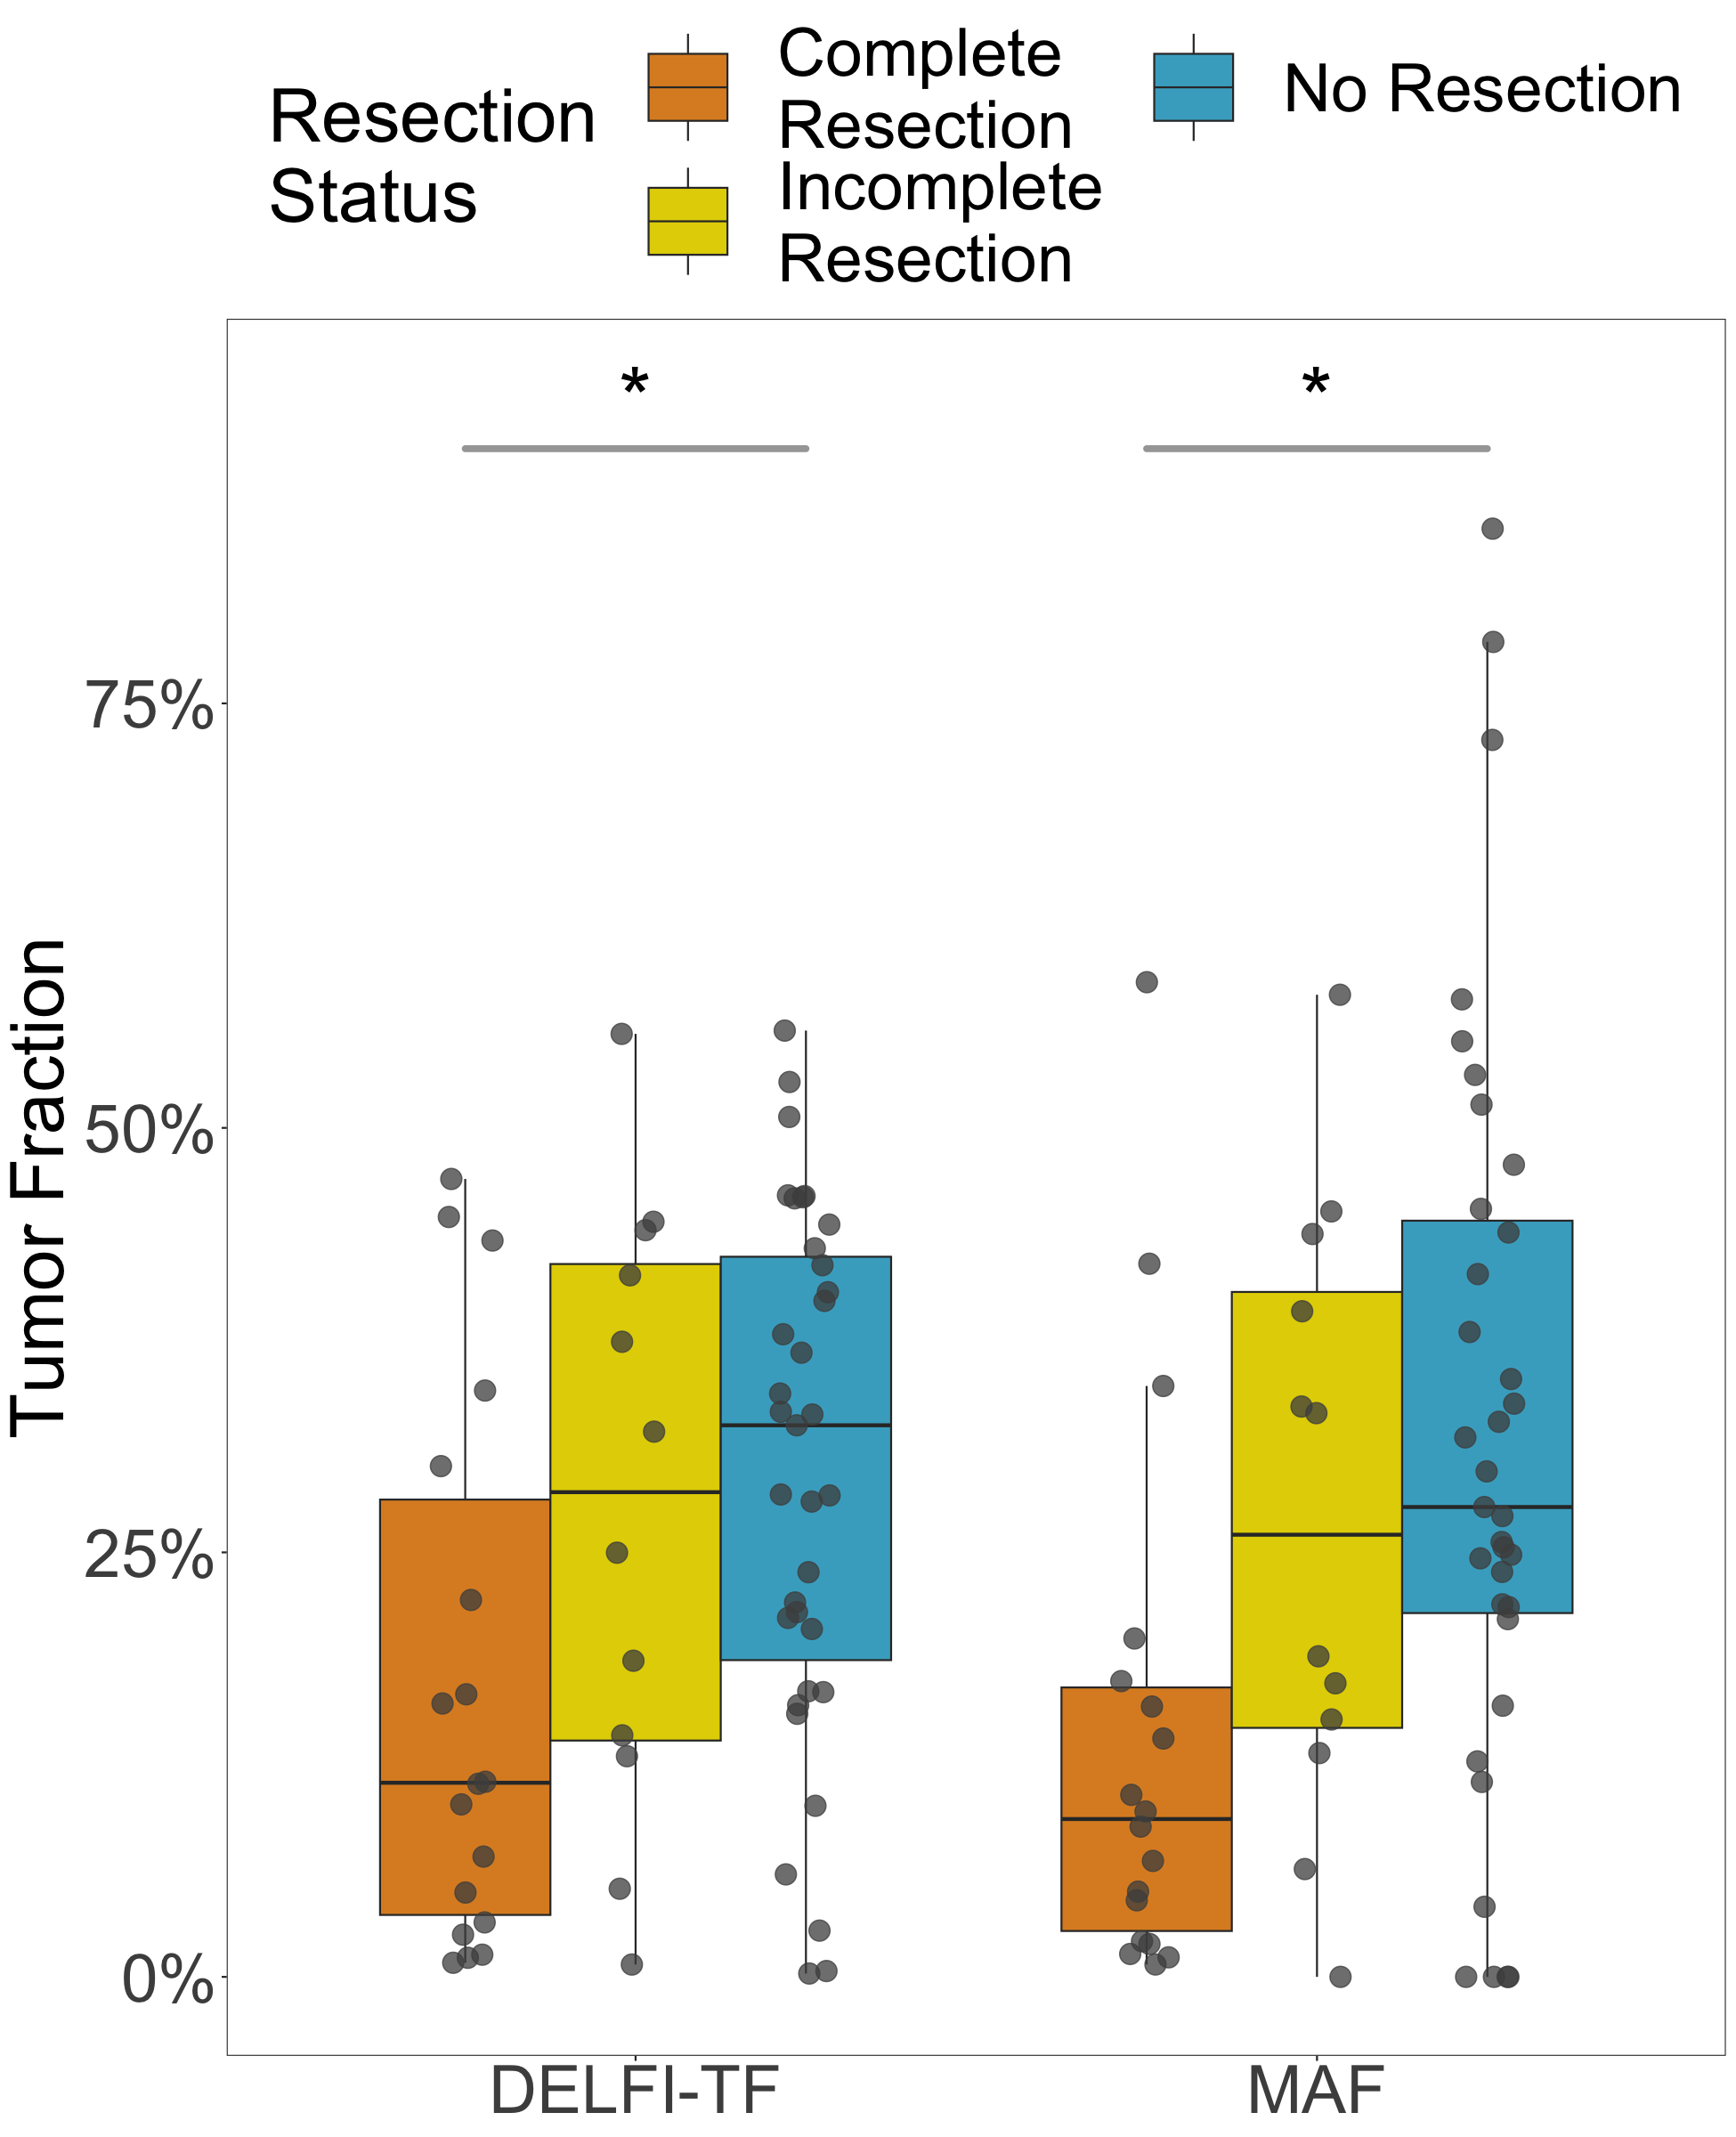 Resection
Status
Complete
Resection
Incomplete
Resection
No Resection
*
*
Tumor Fraction
75%
50%
25%
0%
DELFI-TF
MAF